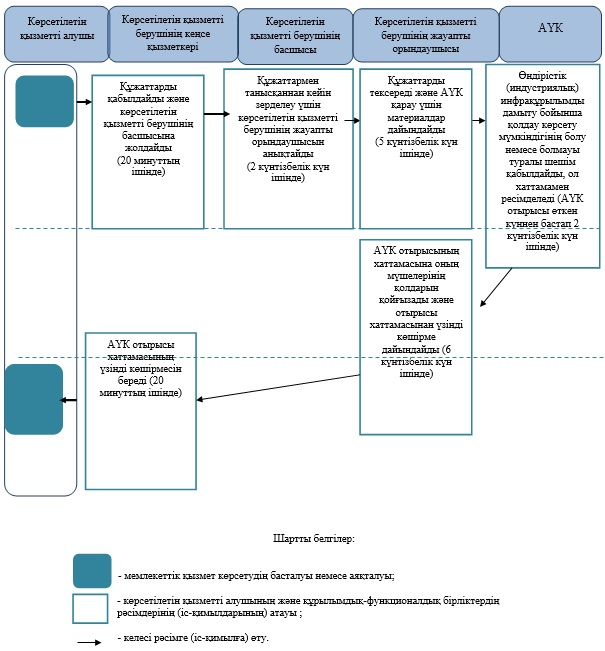 Көрсетілетін
қызметті алушы
Көрсетілетін қызметті
берушінің кеңсе
қызметкері
Көрсетілетін
қызметті берушінің
басшысы
Көрсетілетін қызметті
берушінің жауапты
орындаушысы
АҮК
Құжаттарды
қабылдайды және
көрсетілетін
қызметті берушінің
басшысына
жолдайды
(20 минуттың
ішінде)
Құжаттармен
танысқаннан кейін
зерделеу үшін
көрсетілетін қызметті
берушінің жауапты
орындаушысын
анықтайды
(2 күнтізбелік күн
ішінде)
Құжаттарды
тексереді және АҮК
қарау үшін
материалдар
дайындайды
(5 күнтізбелік күн
ішінде)
Өндірістік
(индустриялық)
инфрақұрылымды
дамыту бойынша
қолдау көрсету
мүмкіндігінің болу
немесе болмауы
туралы шешім
қабылдайды, ол
хаттамамен
ресімделеді (АҮК
отырысы өткен
күннен бастап 2
күнтізбелік күн
ішінде)
АҮК отырысының
хаттамасына оның
мүшелерінің
қолдарын
қойғызады және
отырысы
хаттамасынан үзінді
көшірме
дайындайды (6
күнтізбелік күн
ішінде)
АҮК отырысы
хаттамасының
үзінді көшірмесін
береді (20
минуттың ішінде)
Шартты белгілер:
- мемлекеттік қызмет көрсетудің басталуы немесе аяқталуы;
- көрсетілетін қызметті алушының және құрылымдық-функционалдық бірліктердің
рәсімдерінің (іс-қимылдарының) атауы ;
- келесі рәсімге (іс-қимылға) өту.